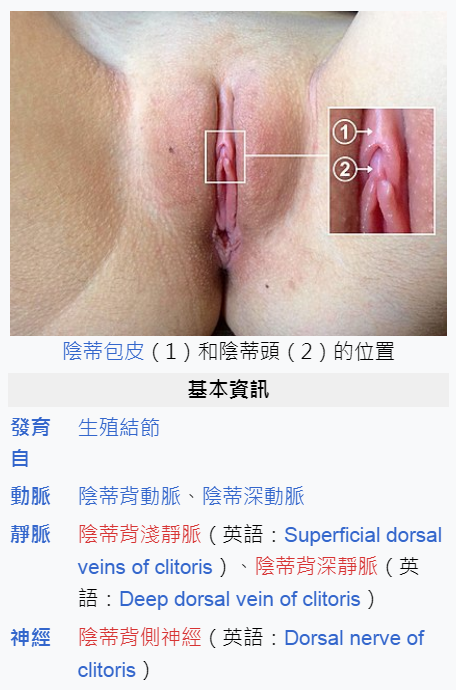 ①
②
陰蒂包皮（1）和陰蒂頭（2）的位置
基本資訊
發育自 生殖結節
動脈 陰蒂背動脈、陰蒂深動脈
靜脈 陰蒂背淺靜脈（英語：Superficial dorsal
veins of clitoris）、陰蒂背深靜脈（英
語：Deep dorsal vein of clitoris）
神經 陰蒂背側神經（英語：Dorsal nerve of
clitoris）